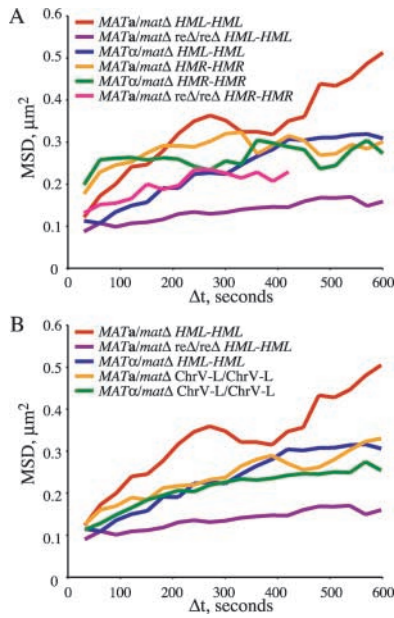 A
0.6
0.5
0.4
0.3
0.2
0.1
0
MSD, μm²
MATa/matΔ HML-HML
MATa/matΔ reΔ/reΔ HML-HML
MATα/matΔ HML-HML
MATa/matΔ HMR-HMR
MATα/matΔ HMR-HMR
MATa/matΔ reΔ/reΔ HMR-HMR
0 100 200 300 400 500 600
Δt, seconds
B
0.6
0.5
0.4
0.3
0.2
0.1
0
MSD, μm²
MATa/matΔ HML-HML
MATa/matΔ reΔ/reΔ HML-HML
MATα/matΔ HML-HML
MATa/matΔ ChrV-L/ChrV-L
MATα/matΔ ChrV-L/ChrV-L
0 100 200 300 400 500 600
Δt, seconds